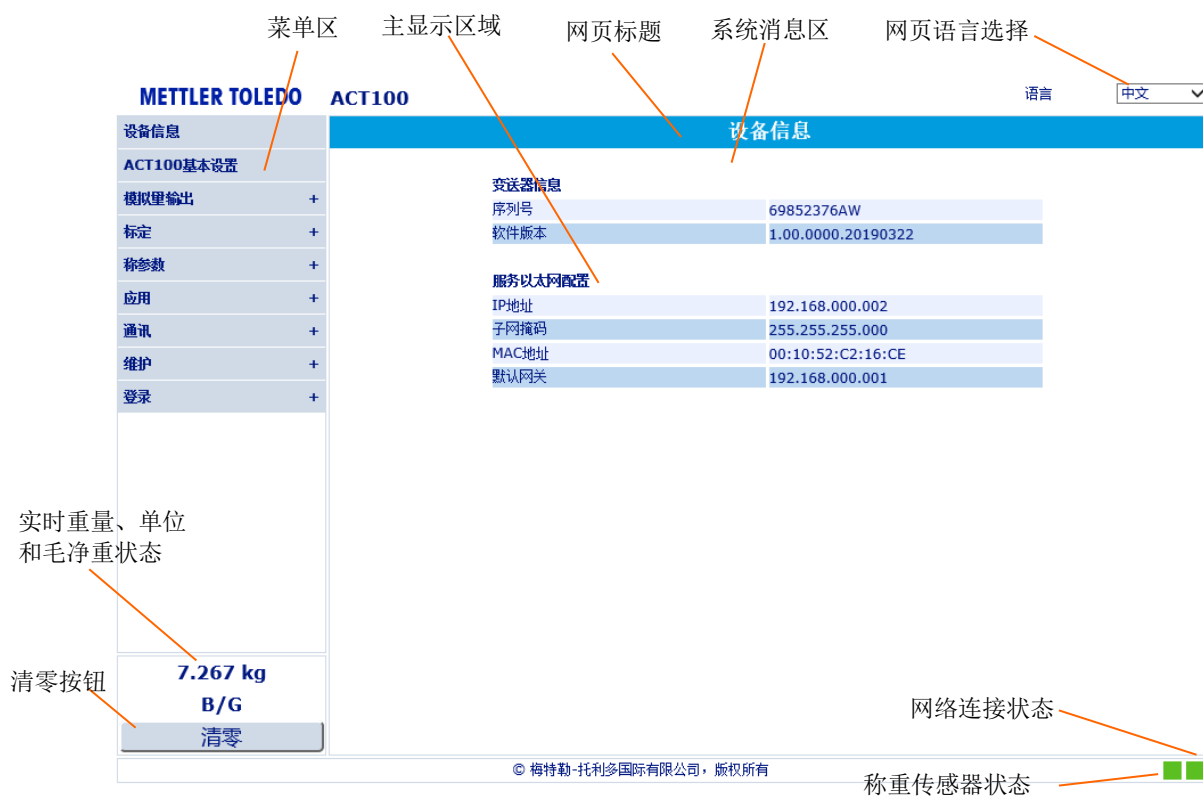 菜单区 主显示区域 网页标题 系统消息区 网页语言选择
METTLER TOLEDO ACT100 语言 中文
设备信息
设备信息
ACT100基本设置
模拟量输出 +
标定 +
称参数 +
应用 +
通讯 +
维护 +
登录 +
变送器信息
序列号 69852376AW
软件版本 1.00.0000.20190322
服务以太网配置
IP地址 192.168.000.002
子网掩码 255.255.255.000
MAC地址 00:10:52:C2:16:CE
默认网关 192.168.000.001
实时重量、单位
和毛净重状态
7.267 kg
清零按钮
B/G
清零
网络连接状态
© 梅特勒-托利多国际有限公司，版权所有
称重传感器状态